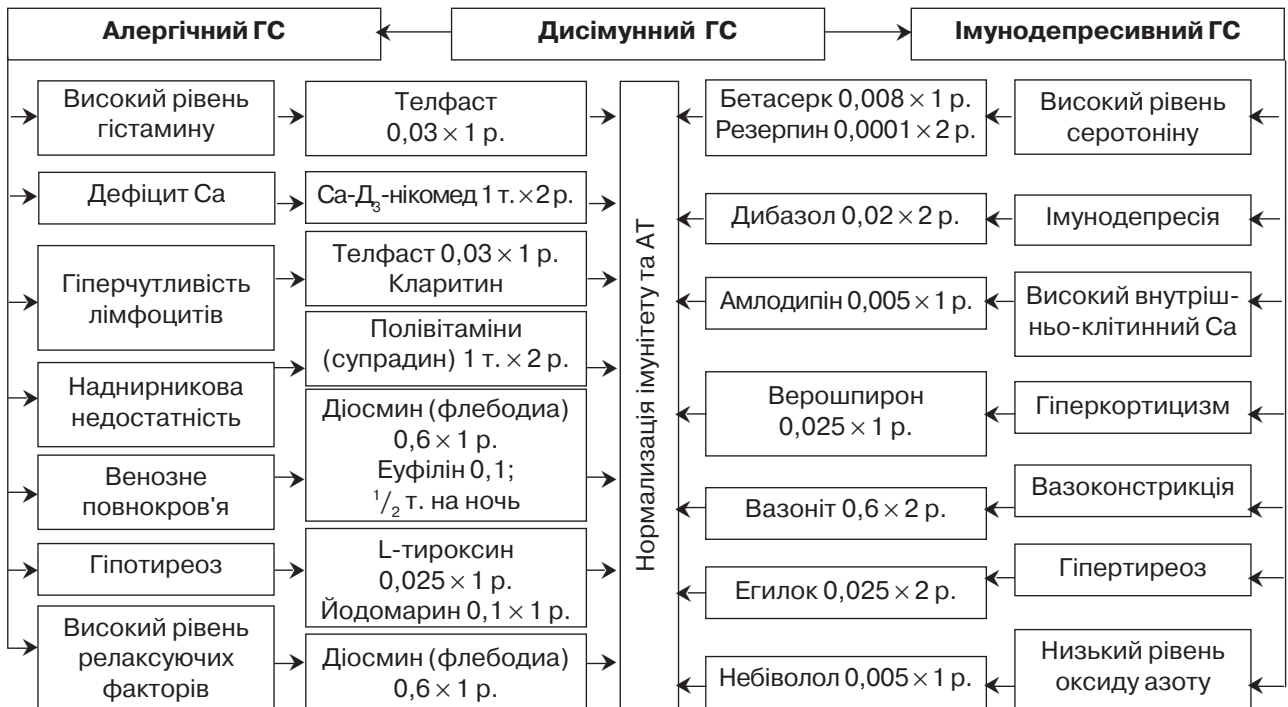 Алергічний ГС
Дисімунний ГС
Імунодепресивний ГС
Високий рівень
гістамину
Дефіцит Са
Гіперчутливість
лімфоцитів
Наднирникова
недостатність
Венозне
повнокров'я
Гіпотиреоз
Високий рівень
релаксуючих
факторів
Телфаст
0,03 × 1 р.
Са-Д₃-нікомед 1 т. × 2 р.
Телфаст 0,03 × 1 р.
Кларитин
Полівітаміни
(супрадин) 1 т. × 2 р.
Діосмин (флебодиа)
0,6 × 1 р.
Еуфілін 0,1;
¹/₂ т. на ночь
L-тироксин
0,025 × 1 р.
Йодомарин 0,1 × 1 р.
Діосмин (флебодиа)
0,6 × 1 р.
Нормализація імунітету та АТ
Бетасерк 0,008 × 1 р.
Резерпин 0,0001 × 2 р.
Дибазол 0,02 × 2 р.
Амлодипін 0,005 × 1 р.
Верошпирон
0,025 × 1 р.
Вазоніт 0,6 × 2 р.
Егилок 0,025 × 2 р.
Небіволол 0,005 × 1 р.
Високий рівень
серотоніну
Імунодепресія
Високий внутріш-
ньо-клітинний Са
Гіперкортицизм
Вазоконстрикція
Гіпертиреоз
Низький рівень
оксиду азоту